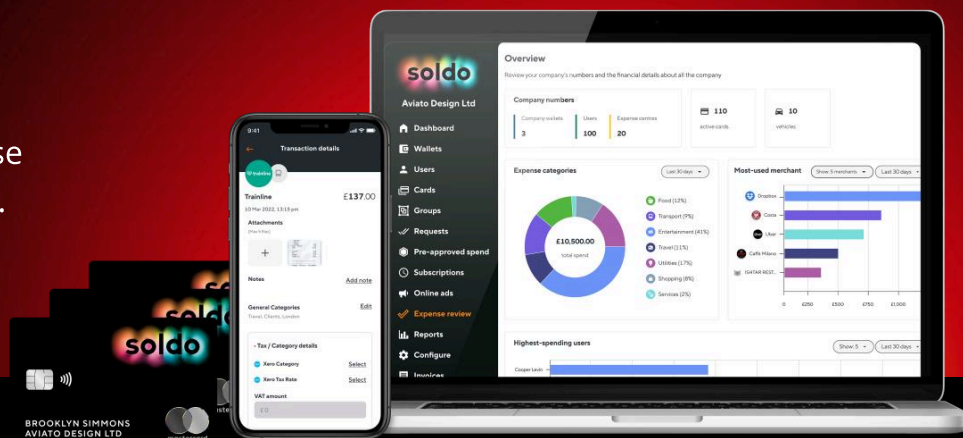 se
.
soldo
Aviato Design Ltd
Dashboard
Wallets
Users
Cards
Groups
Requests
Pre-approved spend
Subscriptions
Online ads
Expense review
Reports
Configure
Invoices
Overview
Review your company's numbers and the financial details about all the company
Company numbers
Company wallets
3
Users
100
Expense centres
20
110
active cards
10
vehicles
Expense categories
Last 30 days
£10,500.00
total spend
Food (12%)
Transport (9%)
Entertainment (41%)
Travel (11%)
Utilities (17%)
Shopping (8%)
Services (2%)
Most-used merchant
Show: 5 merchants
Last 30 days
Dropbox
Costa
Uber
Caffè Milano
ISHTAR REST..
0 £250 £500 £750 £1,000
Highest-spending users
Show: 5
Last 30 days
Cooper Levin
9:41
Transaction details
trainline
Trainline £137.00
10 Mar 2022, 13:13 pm
Attachments
+
Notes Add note
General Categories Edit
Travel, Clients, London
- Tax / Category details
Xero Category Select
Xero Tax Rate Select
VAT amount
£0
soldo
BROOKLYN SIMMONS
AVIATO DESIGN LTD
mastercard